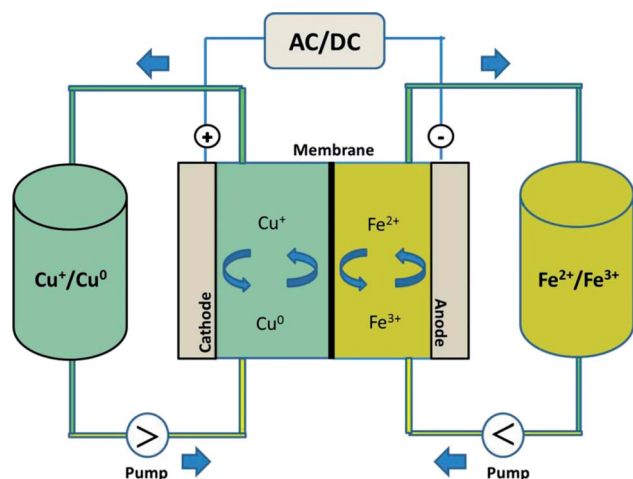 AC/DC
+
-
Membrane
Cu⁺/Cu⁰
Cathode
Cu⁺
Cu⁰
Fe²⁺
Fe³⁺
Anode
Fe²⁺/Fe³⁺
>
Pump
<
Pump